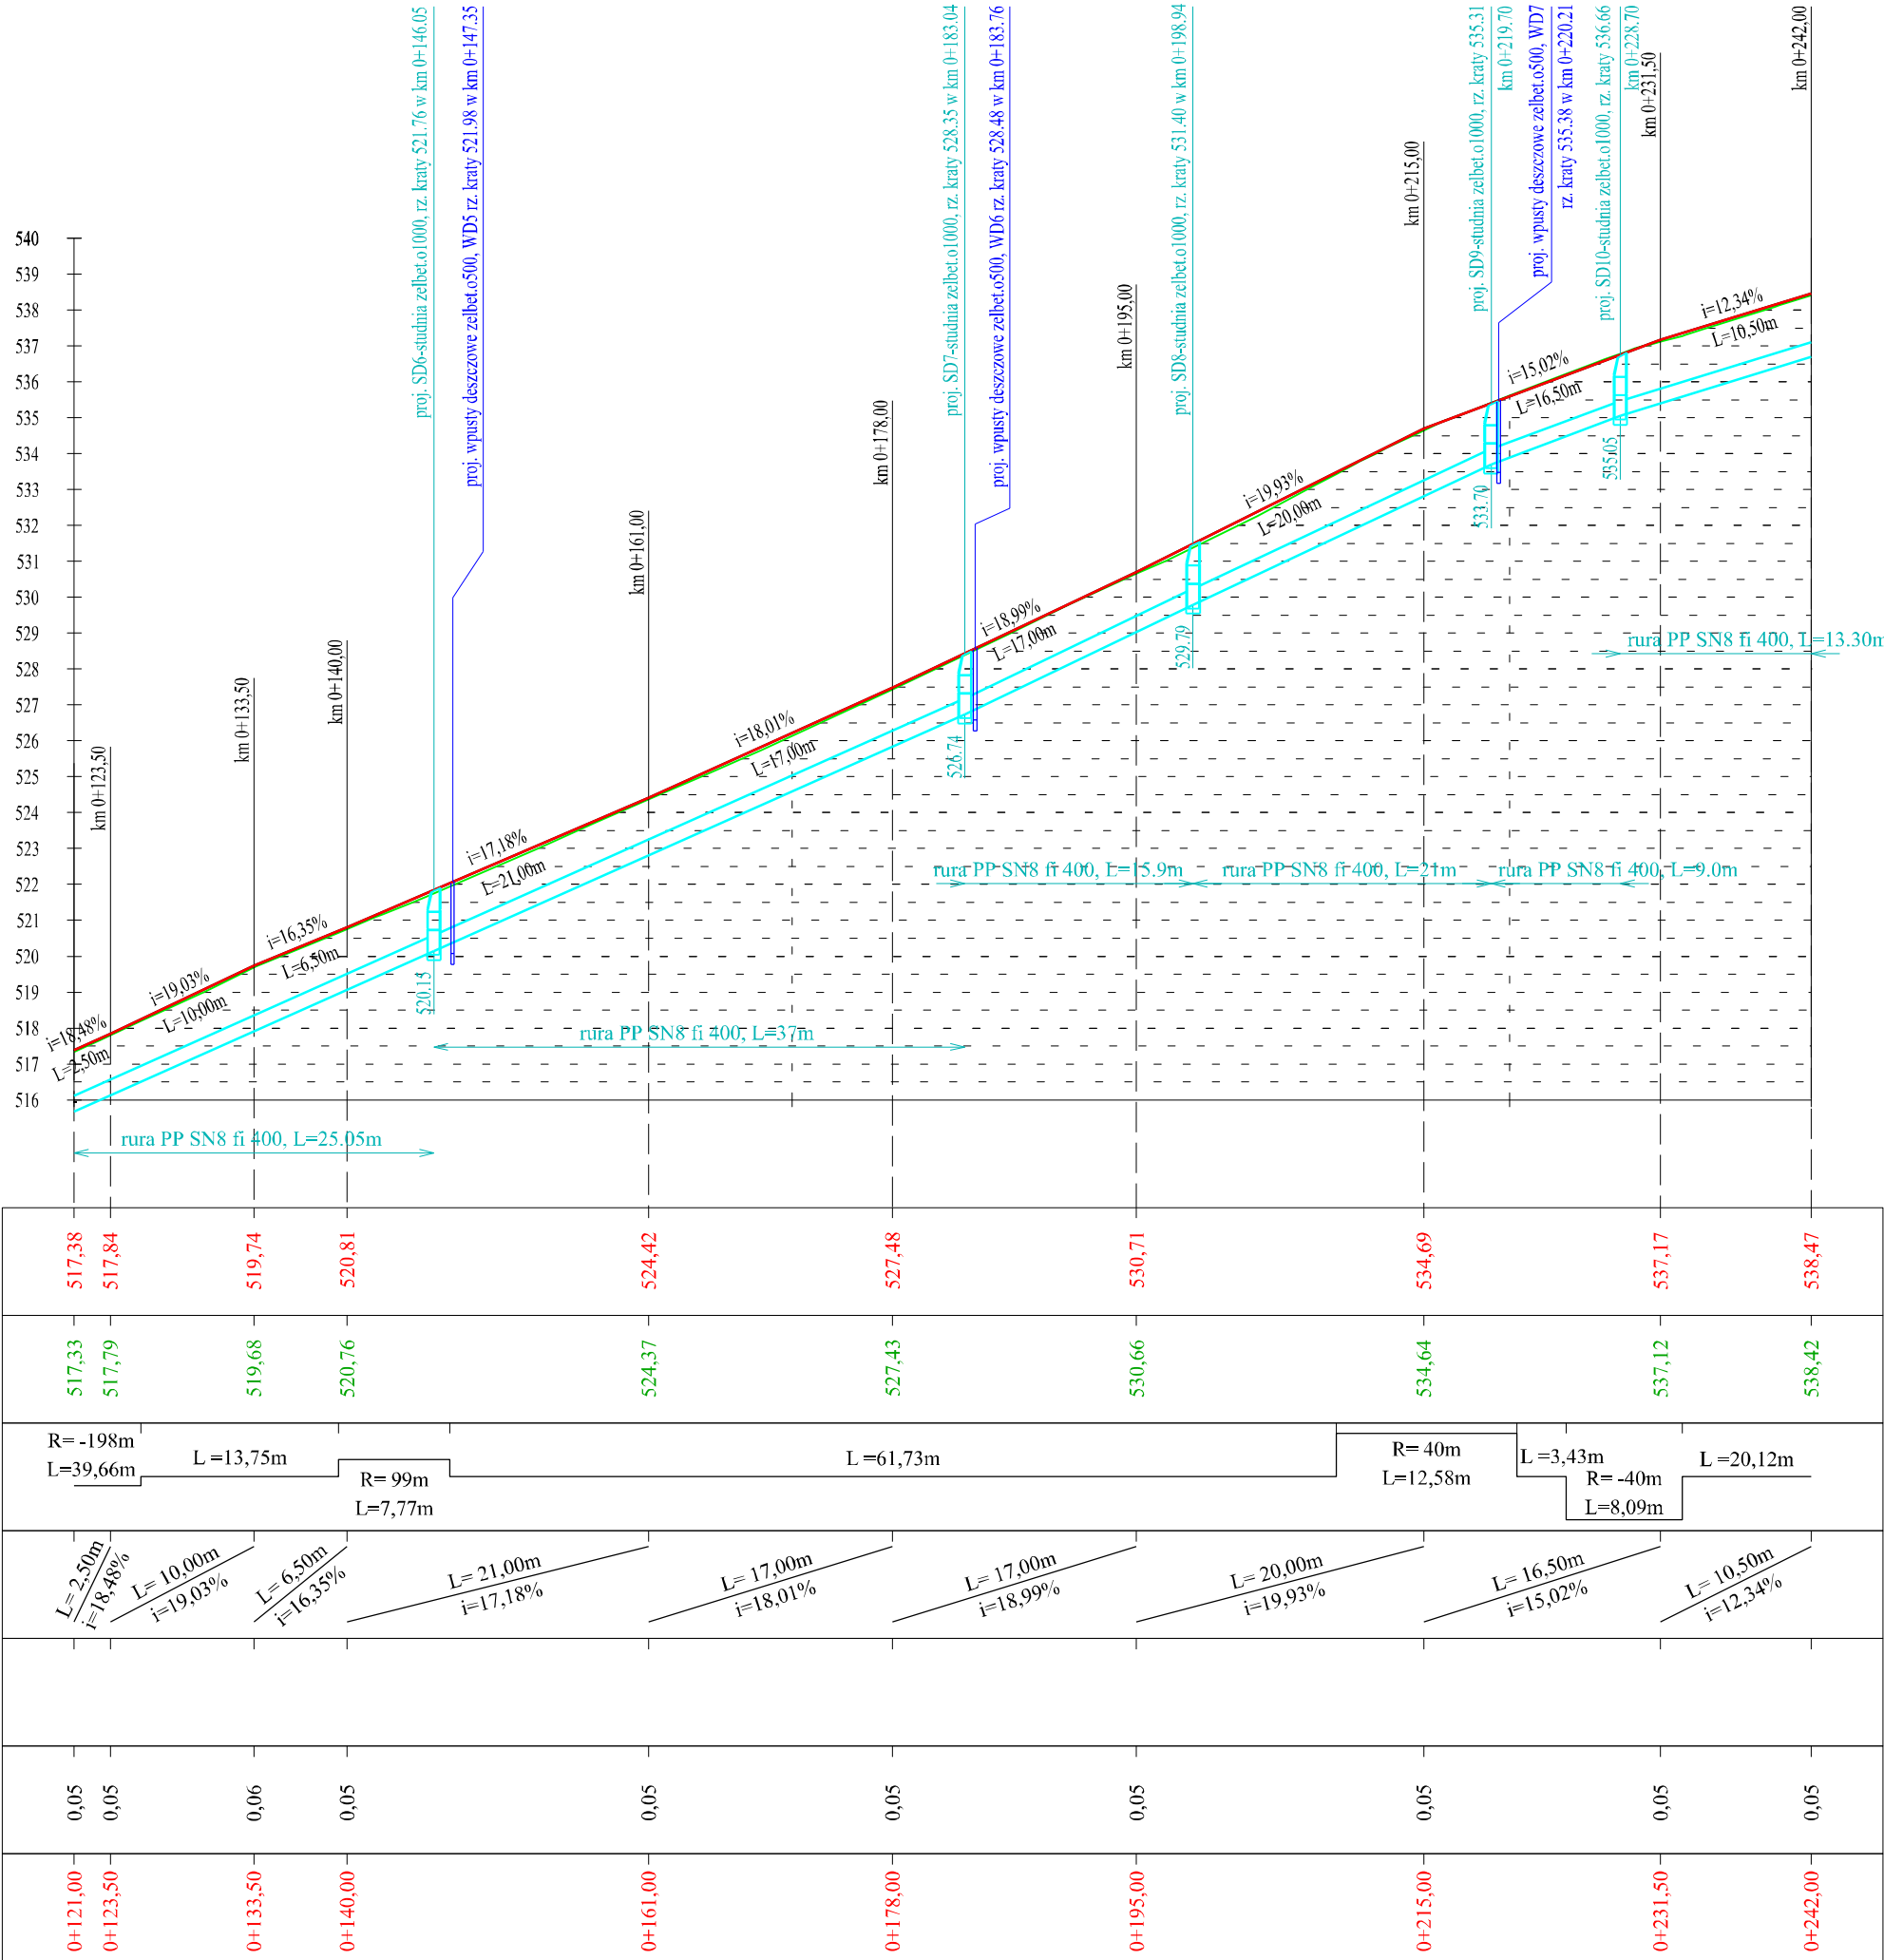 proj. SD6-studnia zelbet.o1000, rz. kraty 521.76 w km 0+146.05
proj. wpusty deszczowe zelbet.o500, WD5 rz. kraty 521.98 w km 0+147.35
proj. SD7-studnia zelbet.o1000, rz. kraty 528.35 w km 0+183.04
proj. wpusty deszczowe zelbet.o500, WD6 rz. kraty 528.48 w km 0+183.76
proj. SD8-studnia zelbet.o1000, rz. kraty 531.40 w km 0+198.94
proj. SD9-studnia zelbet.o1000, rz. kraty 535.31
km 0+219.70
proj. wpusty deszczowe zelbet.o500, WD7
rz. kraty 535.38 w km 0+220.21
proj. SD10-studnia zelbet.o1000, rz. kraty 536.66
km 0+228.70
km 0+123,50
km 0+133,50
km 0+140,00
km 0+161,00
km 0+178,00
km 0+195,00
km 0+215,00
km 0+231,50
km 0+242,00
540
539
538
537
536
535
534
533
532
531
530
529
528
527
526
525
524
523
522
521
520
519
518
517
516
i=18,48%
L=2,50m
i=19,03%
L=10,00m
i=16,35%
L=6,50m
i=17,18%
L=21,00m
i=18,01%
L=17,00m
i=18,99%
L=17,00m
i=19,93%
L=20,00m
i=15,02%
L=16,50m
i=12,34%
L=10,50m
520.15
526.74
529.79
533.70
535.05
rura PP SN8 fi 400, L=13.30m
rura PP SN8 fi 400, L=15.9m
rura PP SN8 fi 400, L=21m
rura PP SN8 fi 400, L=9.0m
rura PP SN8 fi 400, L=37m
rura PP SN8 fi 400, L=25.05m
517,38
517,84
519,74
520,81
524,42
527,48
530,71
534,69
537,17
538,47
517,33
517,79
519,68
520,76
524,37
527,43
530,66
534,64
537,12
538,42
R= -198m
L=39,66m
L =13,75m
R= 99m
L=7,77m
L =61,73m
R= 40m
L=12,58m
L =3,43m
R= -40m
L=8,09m
L =20,12m
L= 2,50m
i=18,48%
L= 10,00m
i=19,03%
L= 6,50m
i=16,35%
L= 21,00m
i=17,18%
L= 17,00m
i=18,01%
L= 17,00m
i=18,99%
L= 20,00m
i=19,93%
L= 16,50m
i=15,02%
L= 10,50m
i=12,34%
0,05
0,05
0,06
0,05
0,05
0,05
0,05
0,05
0,05
0,05
0+121,00
0+123,50
0+133,50
0+140,00
0+161,00
0+178,00
0+195,00
0+215,00
0+231,50
0+242,00